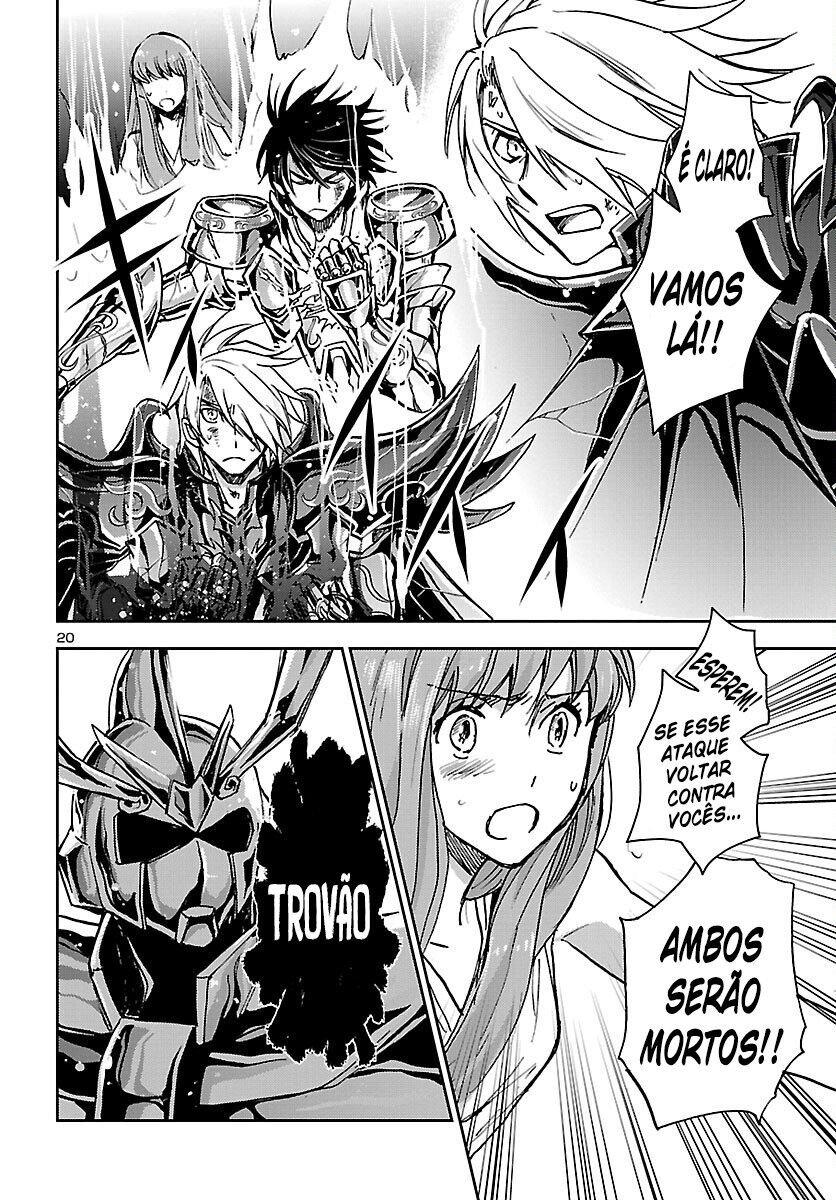 É CLARO!
VAMOS
LÁ!!
20
ESPEREM!
SE ESSE
ATAQUE
VOLTAR
CONTRA
VOCÊS...
AMBOS
SERÃO
MORTOS!!
TROVÃO